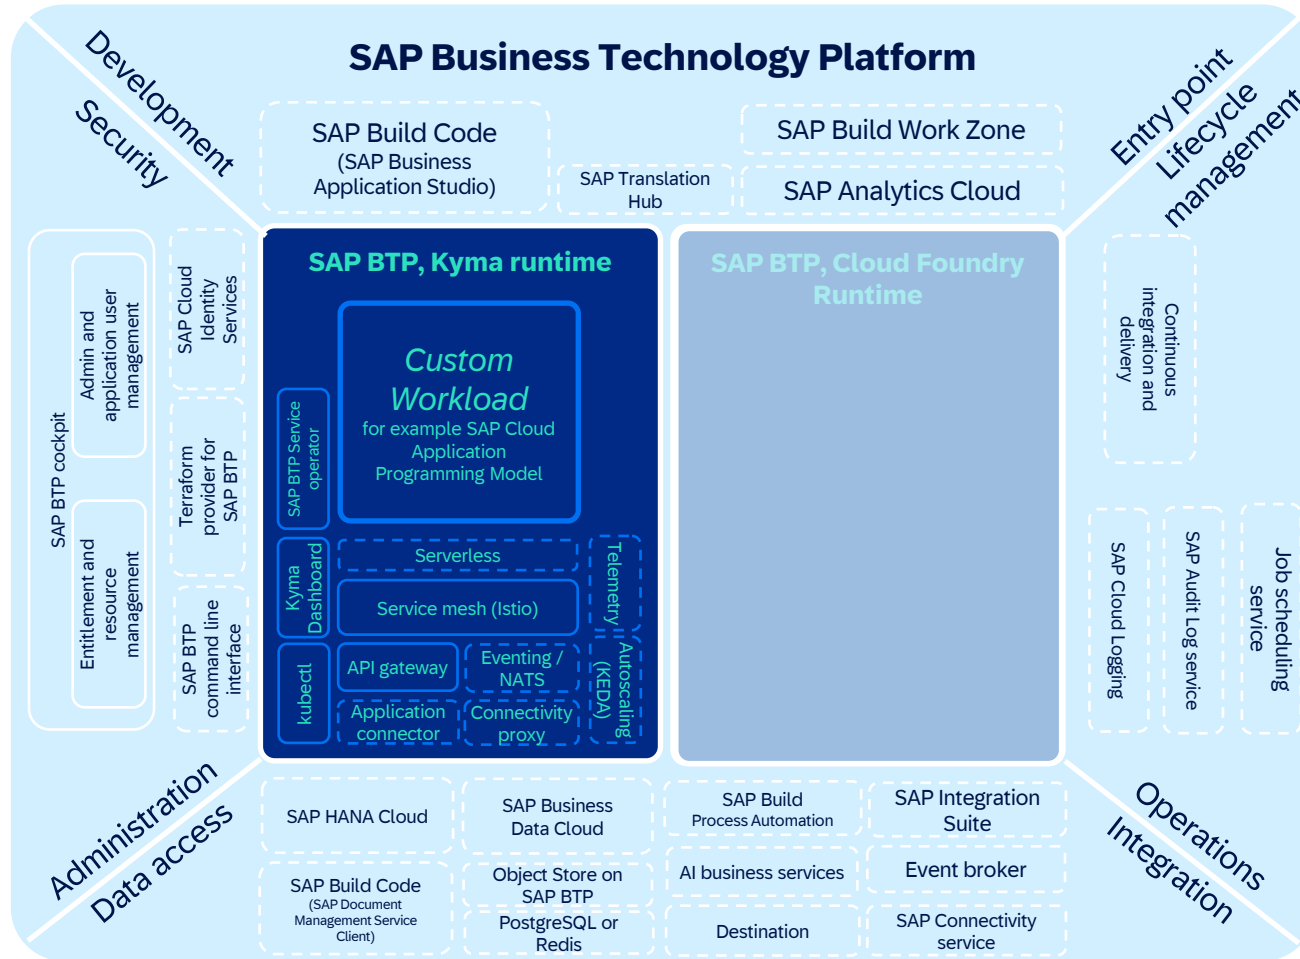 SAP Business Technology Platform
Development
Security
Entry point
Lifecycle
management
SAP Build Code
(SAP Business
Application Studio)
SAP Translation
Hub
SAP Build Work Zone
SAP Analytics Cloud
SAP BTP cockpit
Admin and
application user
management
Entitlement and
resource
management
SAP Cloud
Identity
Services
Terraform
provider for
SAP BTP
SAP BTP
command line
interface
SAP BTP, Kyma runtime
Custom
Workload
for example SAP Cloud
Application
Programming Model
SAP BTP Service
operator
Kyma
Dashboard
kubectl
Serverless
Service mesh (Istio)
API gateway
Eventing /
NATS
Application
connector
Connectivity
proxy
Telemetry
Autoscaling
(KEDA)
SAP BTP, Cloud Foundry
Runtime
Continuous
integration and
delivery
SAP Cloud Logging
SAP Audit Log service
Job scheduling
service
Administration
Data access
SAP HANA Cloud
SAP Business
Data Cloud
SAP Build
Process Automation
SAP Integration
Suite
SAP Build Code
(SAP Document
Management Service
Client)
Object Store on
SAP BTP
PostgreSQL or
Redis
AI business services
Destination
Event broker
SAP Connectivity
service
Operations
Integration